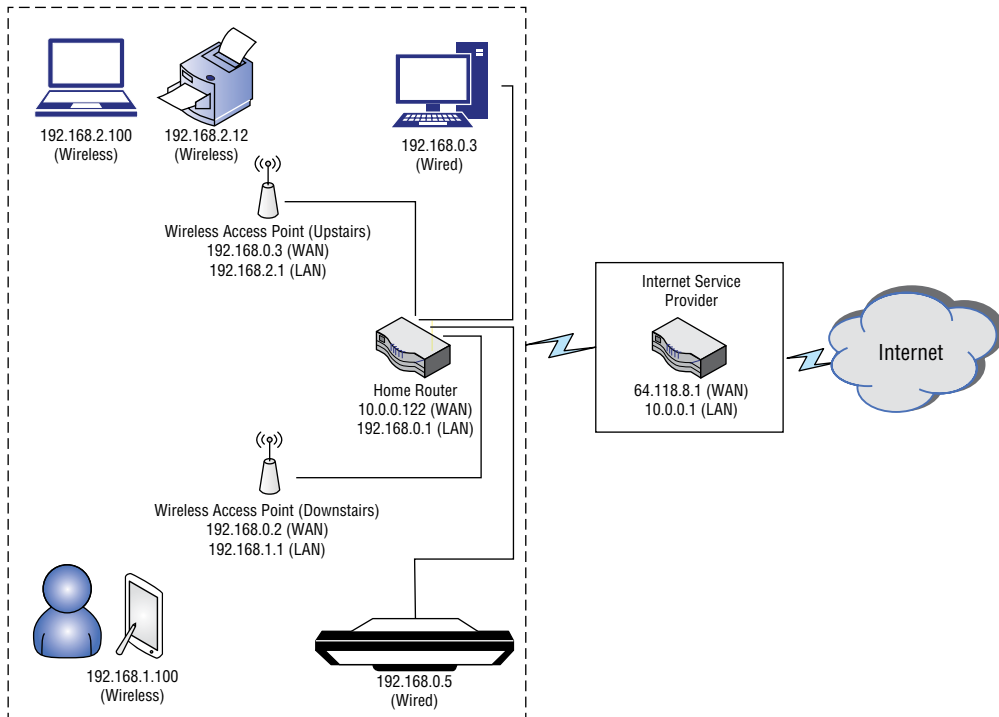 192.168.2.100
(Wireless)
192.168.2.12
(Wireless)
192.168.0.3
(Wired)
Wireless Access Point (Upstairs)
192.168.0.3 (WAN)
192.168.2.1 (LAN)
Internet Service
Provider
64.118.8.1 (WAN)
10.0.0.1 (LAN)
Internet
Home Router
10.0.0.122 (WAN)
192.168.0.1 (LAN)
Wireless Access Point (Downstairs)
192.168.0.2 (WAN)
192.168.1.1 (LAN)
192.168.1.100
(Wireless)
192.168.0.5
(Wired)